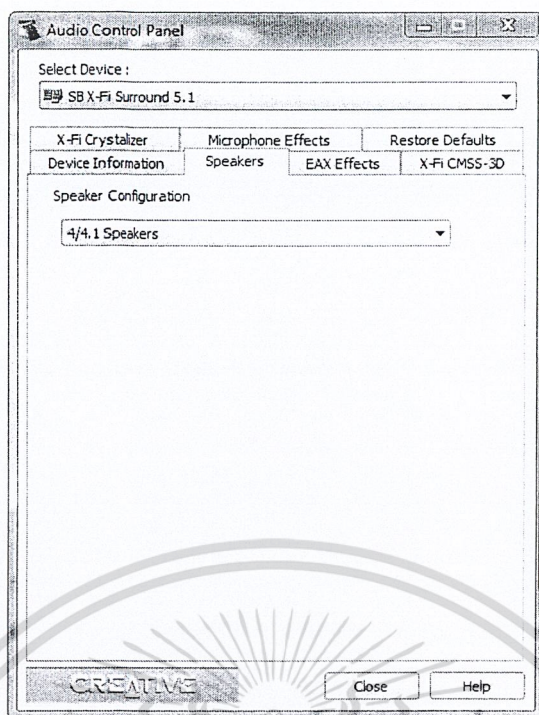 Audio Control Panel
Select Device :
SB X-Fi Surround 5.1
X-Fi Crystalizer Microphone Effects Restore Defaults
Device Information Speakers EAX Effects X-Fi CMSS-3D
Speaker Configuration
4/4.1 Speakers
CREATIVE Close Help